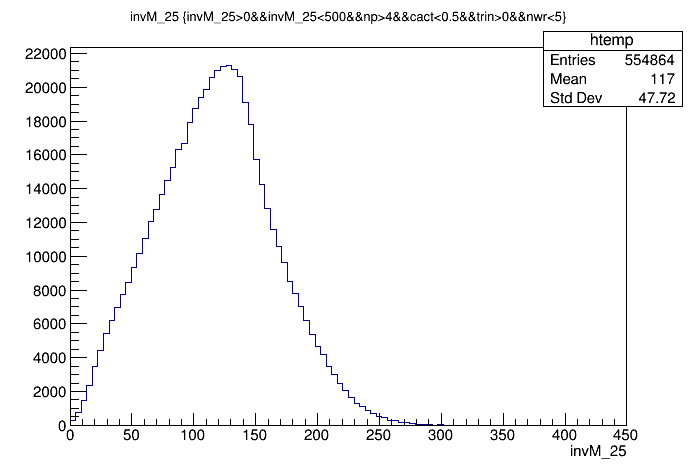 invM_25 {invM_25>0&&invM_25<500&&np>4&&cact<0.5&&trin>0&&nwr<5}
htemp
Entries 554864
Mean 117
Std Dev 47.72
22000
20000
18000
16000
14000
12000
10000
8000
6000
4000
2000
0
0 50 100 150 200 250 300 350 400 450
invM_25